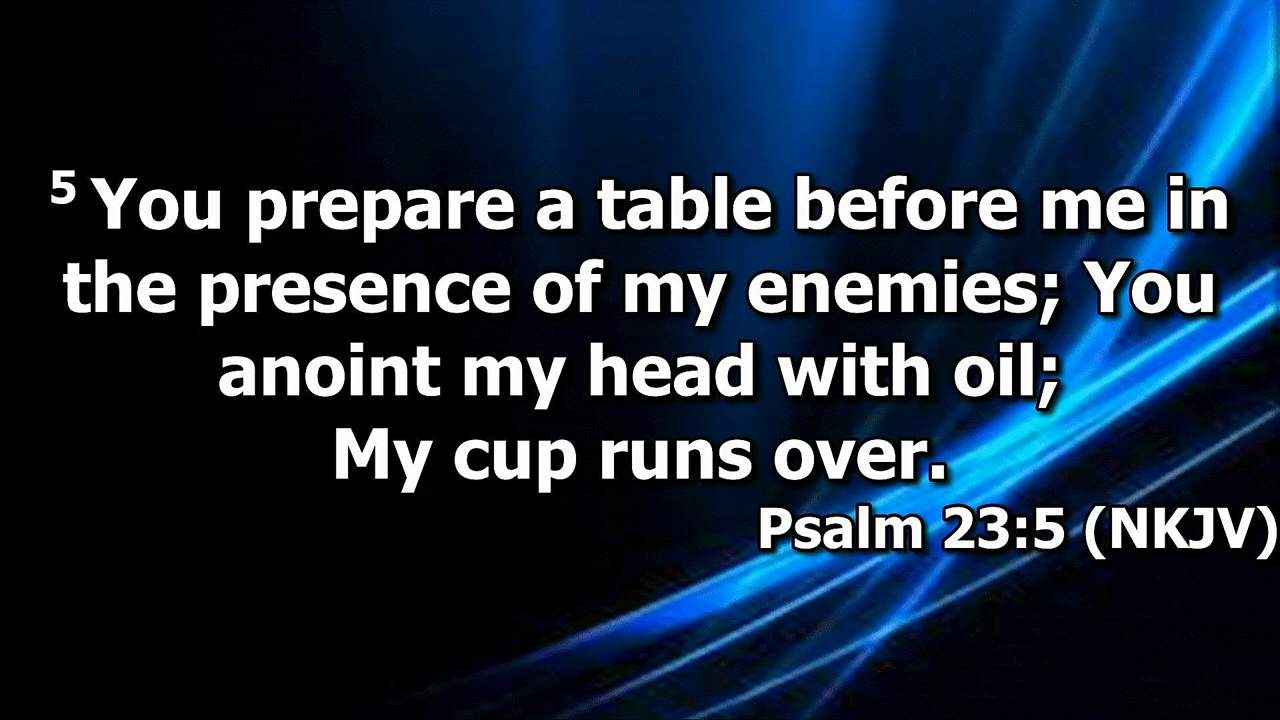 5 You prepare a table before me in
the presence of my enemies; You
anoint my head with oil;
My cup runs over.
Psalm 23:5 (NKJV)